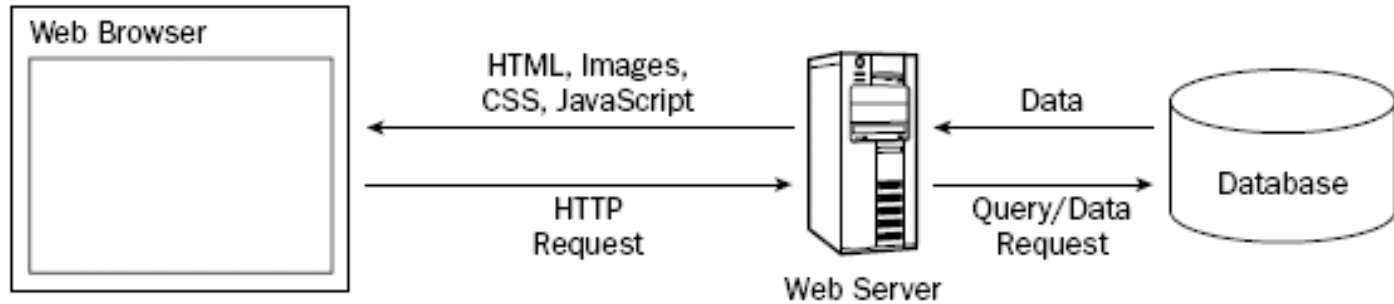 Web Browser
HTML, Images,
CSS, JavaScript
HTTP
Request
Web Server
Data
Query/Data
Request
Database